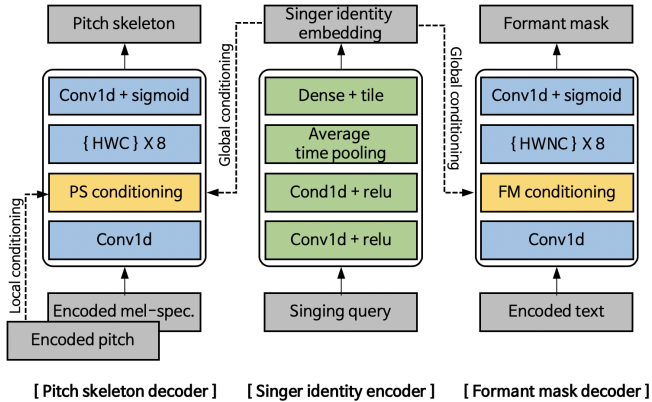 Pitch skeleton
Conv1d + sigmoid
{ HWC } X 8
PS conditioning
Conv1d
Encoded mel-spec.
Encoded pitch
Local conditioning
[ Pitch skeleton decoder ]
Global conditioning
Singer identity
embedding
Dense + tile
Average
time pooling
Cond1d + relu
Conv1d + relu
Singing query
[ Singer identity encoder ]
Global conditioning
Formant mask
Conv1d + sigmoid
{ HWNC } X 8
FM conditioning
Conv1d
Encoded text
[ Formant mask decoder ]